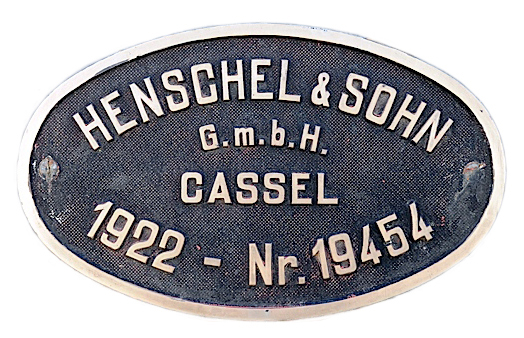 HENSCHEL & SOHN
G.m.b.H.
CASSEL
1922 - Nr. 19454